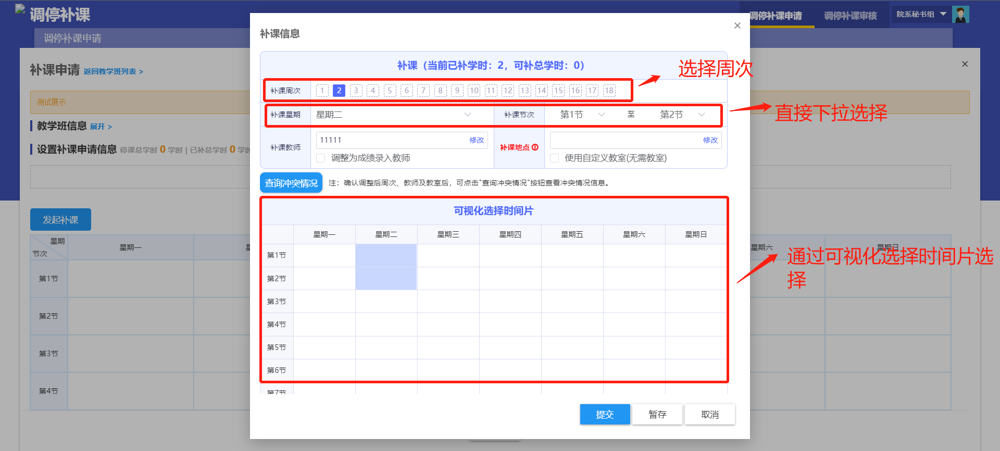 调停补课
调停补课申请 调停补课审核 院系秘书组
调停补课申请
补课申请 返回教学班列表 >
测试展示
教学班信息 展开 >
设置补课申请信息 停课总学时 0 学时 | 已补总学时 0 学时
发起补课
星期
节次
星期一
星期六 星期日
第1节
第2节
第3节
第4节
补课信息
补课（当前已补学时：2，可补总学时：0）
补课周次 1 2 3 4 5 6 7 8 9 10 11 12 13 14 15 16 17 18
补课星期 星期二 补课节次 第1节 至 第2节
补课教师 11111 修改 补课地点 修改
调整为成绩录入教师 使用自定义教室(无需教室)
查询冲突情况 注：确认调整后周次、教师及教室后，可点击"查询冲突情况"按钮查看冲突情况信息。
可视化选择时间片
星期一 星期二 星期三 星期四 星期五 星期六 星期日
第1节
第2节
第3节
第4节
第5节
第6节
第7节
提交 暂存 取消
选择周次
直接下拉选择
通过可视化选择时间片选
择